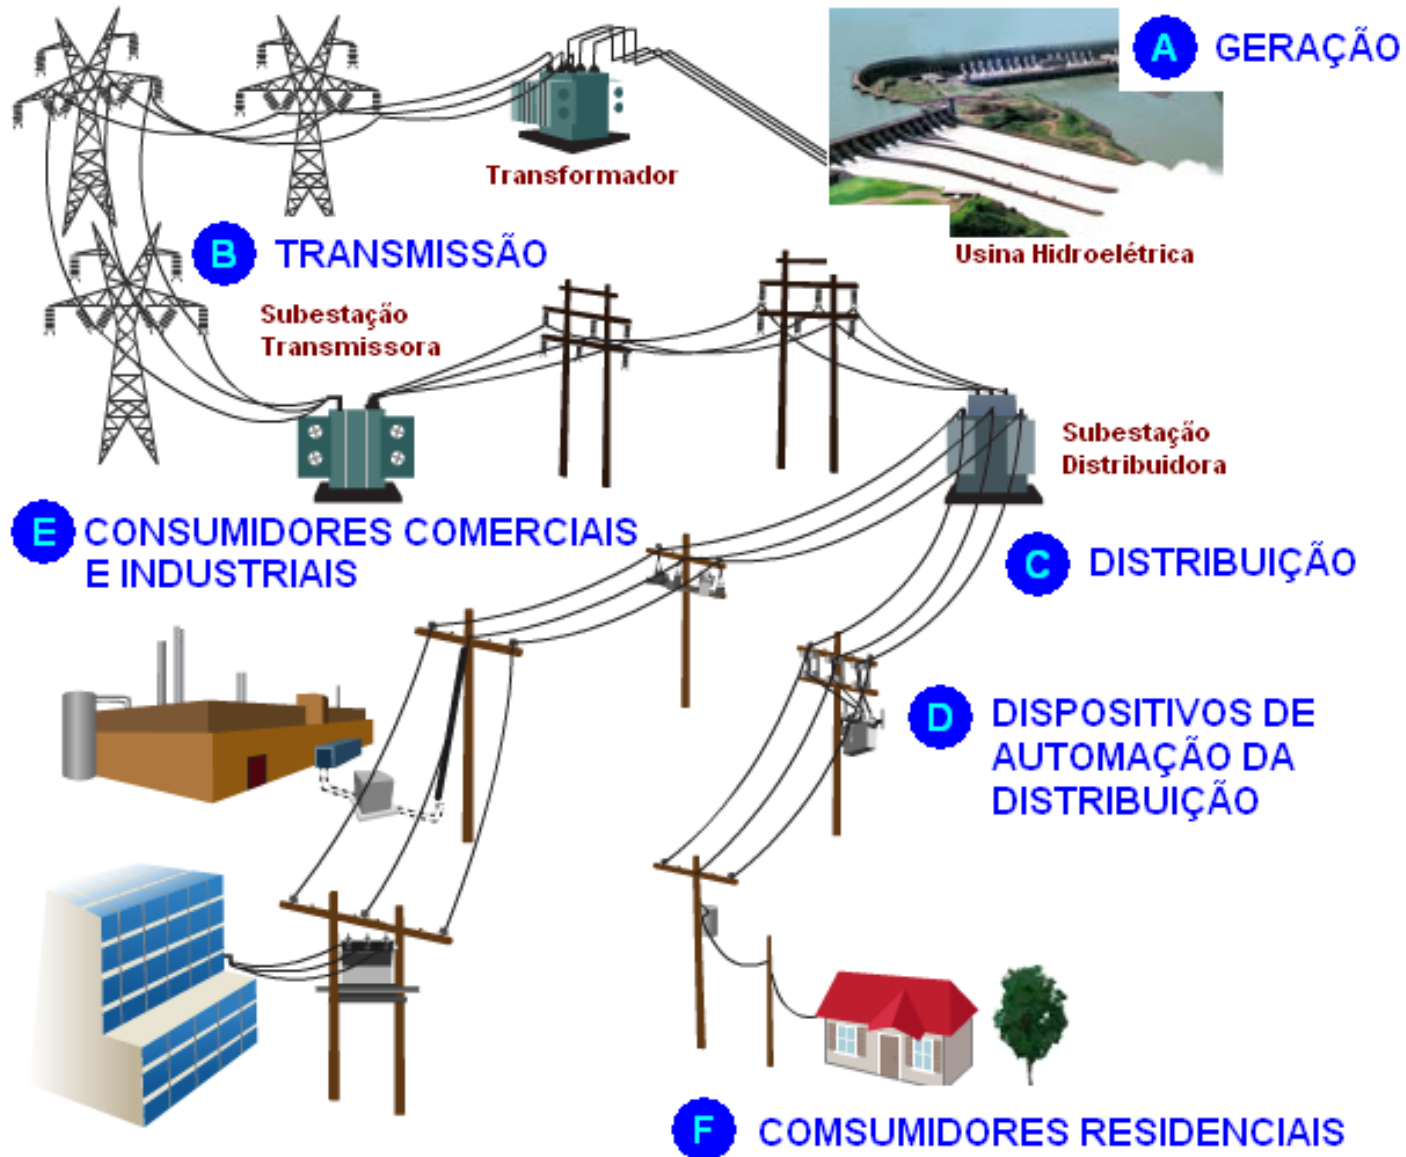 A GERAÇÃO
Transformador
Usina Hidroelétrica
B TRANSMISSÃO
Subestação
Transmissora
Subestação
Distribuidora
E CONSUMIDORES COMERCIAIS
E INDUSTRIAIS
C DISTRIBUIÇÃO
D DISPOSITIVOS DE
AUTOMAÇÃO DA
DISTRIBUIÇÃO
F COMSUMIDORES RESIDENCIAIS